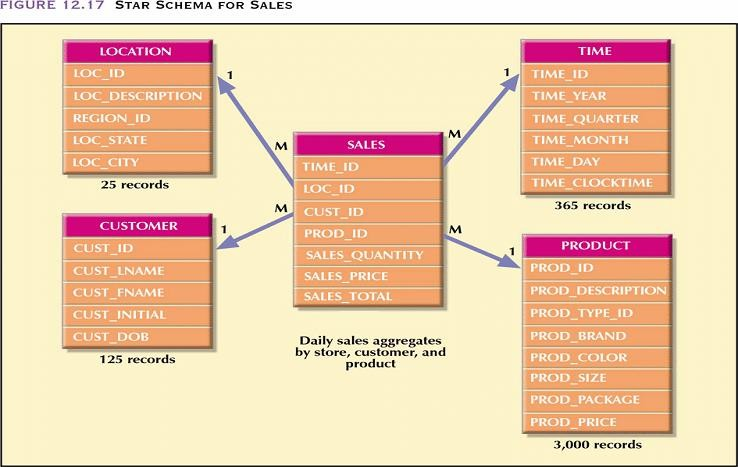 FIGURE 12.17 STAR SCHEMA FOR SALES
LOCATION
LOC_ID
LOC_DESCRIPTION
REGION_ID
LOC_STATE
LOC_CITY
25 records
1
M
CUSTOMER
CUST_ID
CUST_LNAME
CUST_FNAME
CUST_INITIAL
CUST_DOB
125 records
1
M
SALES
TIME_ID
LOC_ID
CUST_ID
PROD_ID
SALES_QUANTITY
SALES_PRICE
SALES_TOTAL
Daily sales aggregates
by store, customer, and
product
M
1
TIME
TIME_ID
TIME_YEAR
TIME_QUARTER
TIME_MONTH
TIME_DAY
TIME_CLOCKTIME
365 records
M
1
PRODUCT
PROD_ID
PROD_DESCRIPTION
PROD_TYPE_ID
PROD_BRAND
PROD_COLOR
PROD_SIZE
PROD_PACKAGE
PROD_PRICE
3,000 records